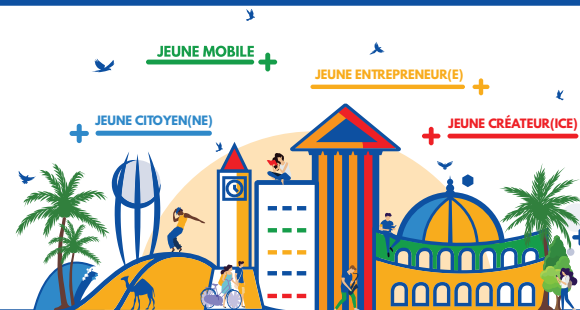 JEUNE MOBILE
JEUNE ENTREPRENEUR(E)
JEUNE CITOYEN(NE)
JEUNE CRÉATEUR(ICE)